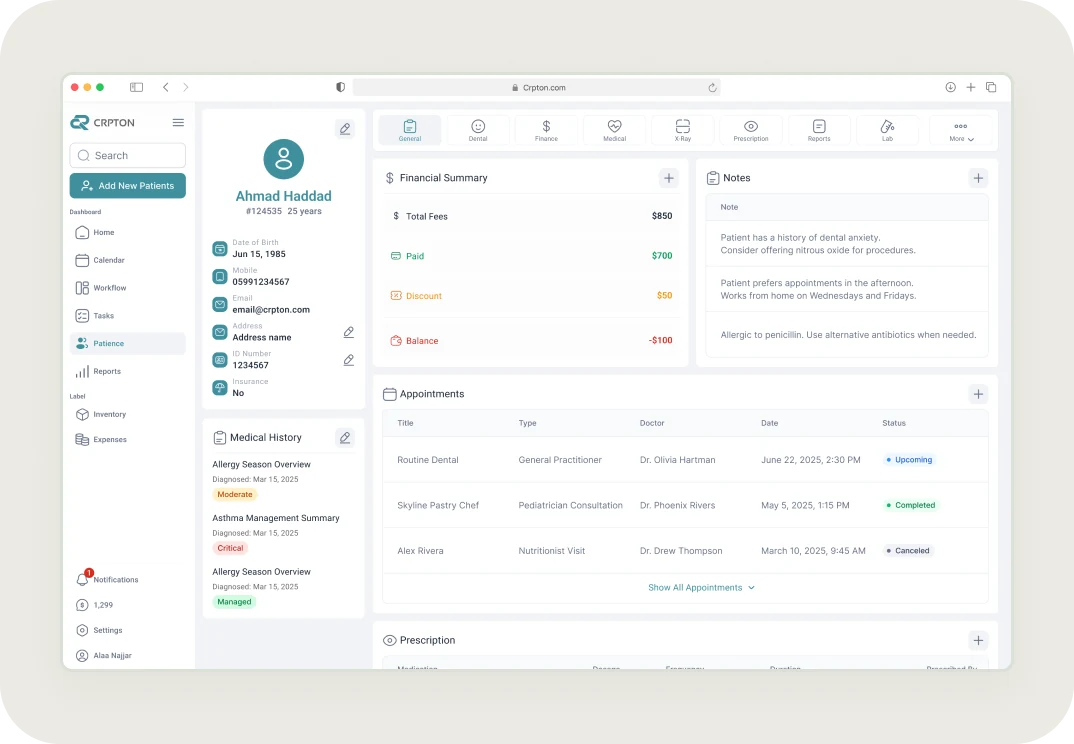 Crpton.com
CRPTON
Search
Add New Patients
Dashboard
Home
Calendar
Workflow
Tasks
Patience
Reports
Label
Inventory
Expenses
1
Notifications
1,299
Settings
Alaa Najjar
Ahmad Haddad
#124535 25 years
Date of Birth
Jun 15, 1985
Mobile
05991234567
Email
email@crpton.com
Address
Address name
ID Number
1234567
Insurance
No
Medical History
Allergy Season Overview
Diagnosed: Mar 15, 2025
Moderate
Asthma Management Summary
Diagnosed: Mar 15, 2025
Critical
Allergy Season Overview
Diagnosed: Mar 15, 2025
Managed
General
Dental
Finance
Medical
X-Ray
Prescription
Reports
Lab
More
Financial Summary
Total Fees $850
Paid $700
Discount $50
Balance -$100
Notes
Note
Patient has a history of dental anxiety.
Consider offering nitrous oxide for procedures.
Patient prefers appointments in the afternoon.
Works from home on Wednesdays and Fridays.
Allergic to penicillin. Use alternative antibiotics when needed.
Appointments
Title Type Doctor Date Status
Routine Dental General Practitioner Dr. Olivia Hartman June 22, 2025, 2:30 PM Upcoming
Skyline Pastry Chef Pediatrician Consultation Dr. Phoenix Rivers May 5, 2025, 1:15 PM Completed
Alex Rivera Nutritionist Visit Dr. Drew Thompson March 10, 2025, 9:45 AM Canceled
Show All Appointments
Prescription
Medication Dosage Frequency Duration Prescribed By